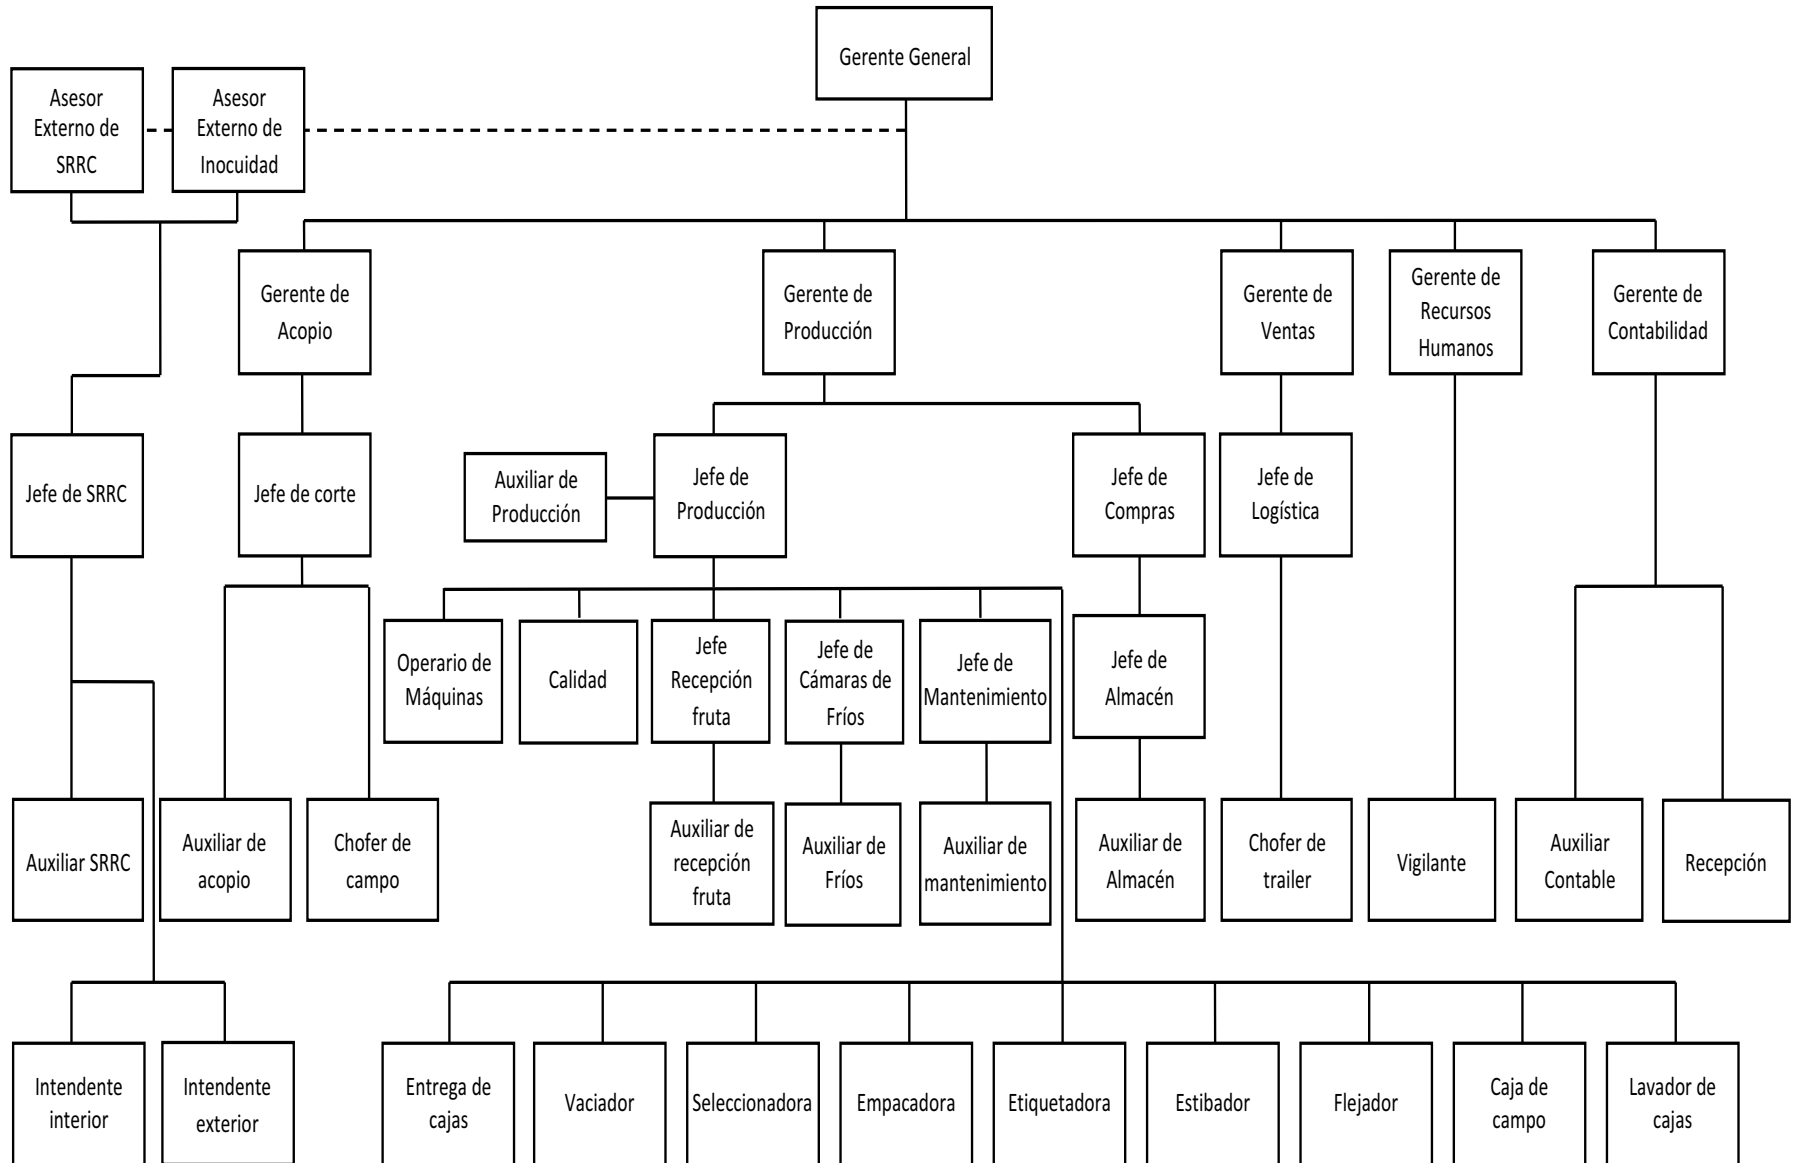 Gerente General
Asesor
Externo de
SRRC
Asesor
Externo de
Inocuidad
Gerente de
Acopio
Gerente de
Producción
Gerente de
Ventas
Gerente de
Recursos
Humanos
Gerente de
Contabilidad
Jefe de SRRC
Jefe de corte
Auxiliar de
Producción
Jefe de
Producción
Jefe de
Compras
Jefe de
Logística
Operario de
Máquinas
Calidad
Jefe
Recepción
fruta
Jefe de
Cámaras de
Fríos
Jefe de
Mantenimiento
Jefe de
Almacén
Auxiliar SRRC
Auxiliar de
acopio
Chofer de
campo
Auxiliar de
recepción
fruta
Auxiliar de
Fríos
Auxiliar de
mantenimiento
Auxiliar de
Almacén
Chofer de
trailer
Vigilante
Auxiliar
Contable
Recepción
Intendente
interior
Intendente
exterior
Entrega de
cajas
Vaciador
Seleccionadora
Empacadora
Etiquetadora
Estibador
Flejador
Caja de
campo
Lavador de
cajas